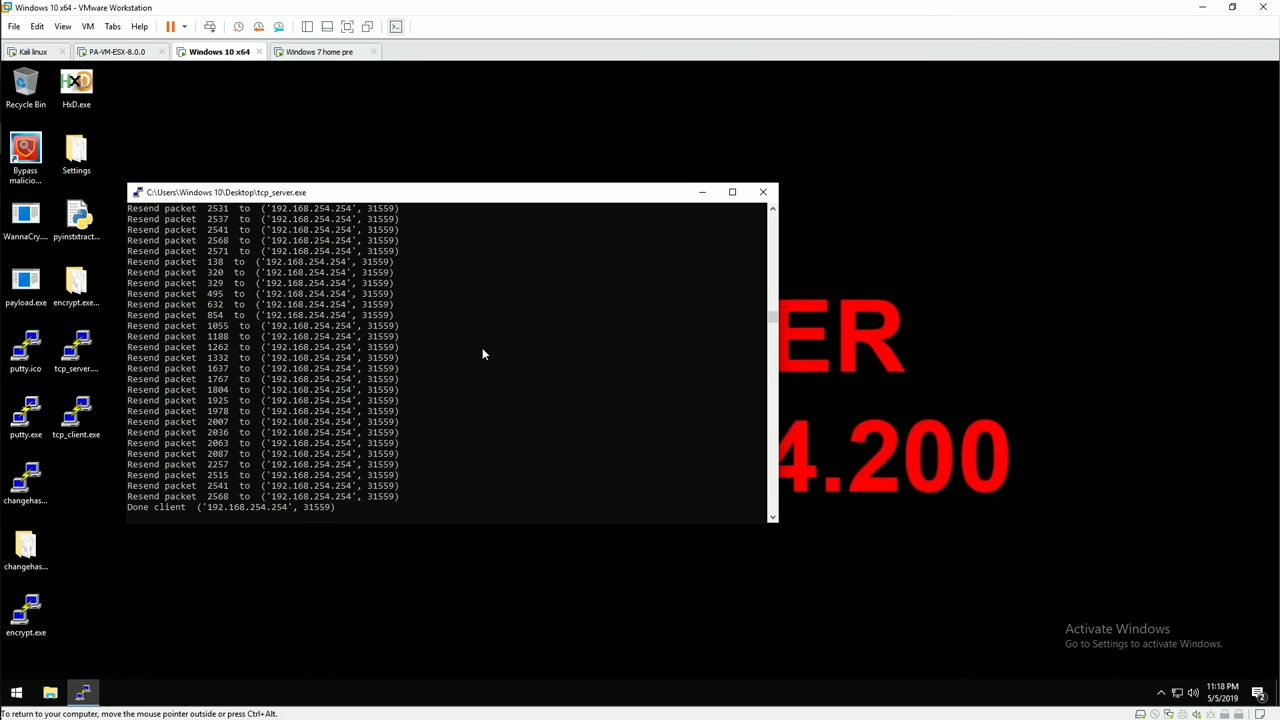 Windows 10 x64 - VMware Workstation
File Edit View VM Tabs Help
Kali linux
PA-VM-ESX-8.0.0
Windows 10 x64
Windows 7 home pre
Recycle Bin
HxD.exe
Bypass malicio...
Settings
WannaCry....
pyinstxtract...
payload.exe
encrypt.exe...
putty.ico
tcp_server....
putty.exe
tcp_client.exe
changehas...
changehas...
encrypt.exe
C:\Users\Windows 10\Desktop\tcp_server.exe
Resend packet 2531 to ('192.168.254.254', 31559)
Resend packet 2537 to ('192.168.254.254', 31559)
Resend packet 2541 to ('192.168.254.254', 31559)
Resend packet 2568 to ('192.168.254.254', 31559)
Resend packet 2571 to ('192.168.254.254', 31559)
Resend packet 138 to ('192.168.254.254', 31559)
Resend packet 320 to ('192.168.254.254', 31559)
Resend packet 329 to ('192.168.254.254', 31559)
Resend packet 495 to ('192.168.254.254', 31559)
Resend packet 632 to ('192.168.254.254', 31559)
Resend packet 854 to ('192.168.254.254', 31559)
Resend packet 1055 to ('192.168.254.254', 31559)
Resend packet 1188 to ('192.168.254.254', 31559)
Resend packet 1262 to ('192.168.254.254', 31559)
Resend packet 1332 to ('192.168.254.254', 31559)
Resend packet 1637 to ('192.168.254.254', 31559)
Resend packet 1767 to ('192.168.254.254', 31559)
Resend packet 1804 to ('192.168.254.254', 31559)
Resend packet 1925 to ('192.168.254.254', 31559)
Resend packet 1978 to ('192.168.254.254', 31559)
Resend packet 2007 to ('192.168.254.254', 31559)
Resend packet 2036 to ('192.168.254.254', 31559)
Resend packet 2063 to ('192.168.254.254', 31559)
Resend packet 2087 to ('192.168.254.254', 31559)
Resend packet 2257 to ('192.168.254.254', 31559)
Resend packet 2515 to ('192.168.254.254', 31559)
Resend packet 2541 to ('192.168.254.254', 31559)
Resend packet 2568 to ('192.168.254.254', 31559)
Done client ('192.168.254.254', 31559)
ER
4.200
Activate Windows
Go to Settings to activate Windows.
11:18 PM
5/5/2019
2
To return to your computer, move the mouse pointer outside or press Ctrl+Alt.